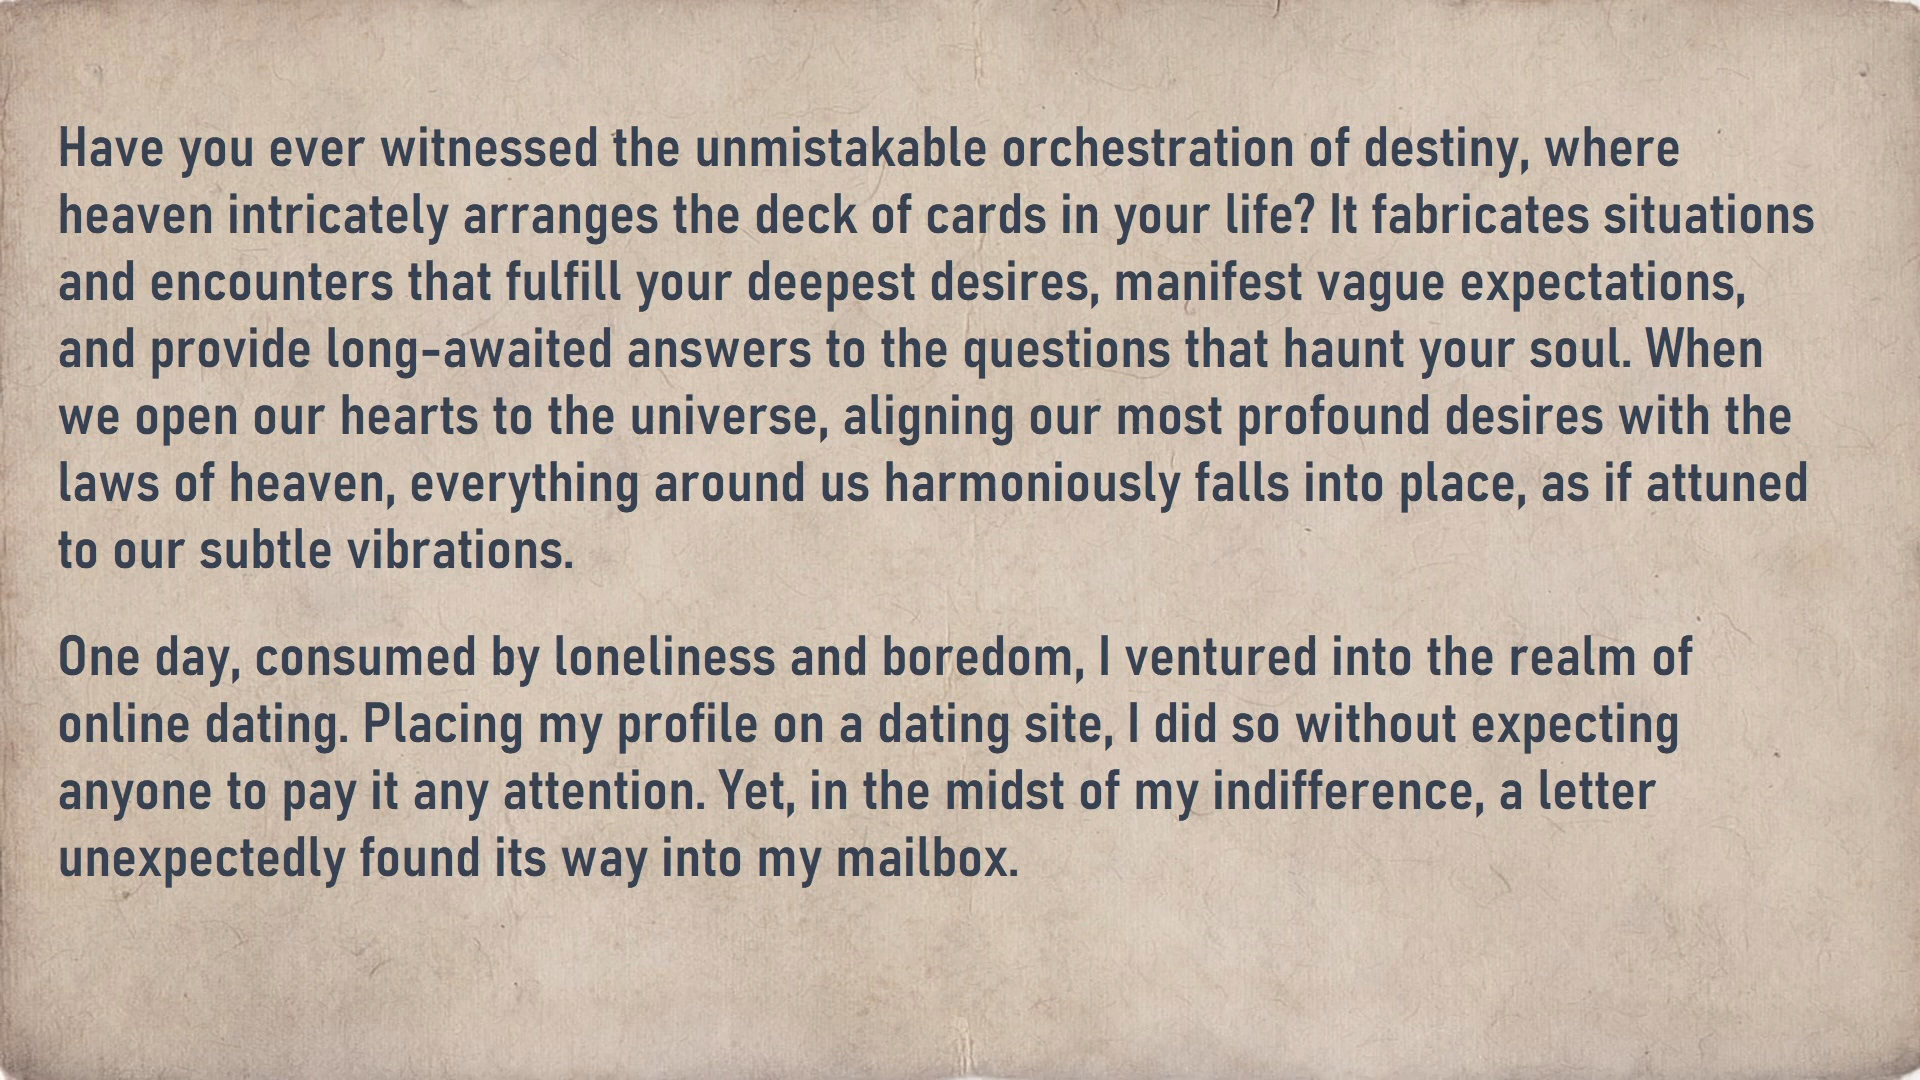 Have you ever witnessed the unmistakable orchestration of destiny, where
heaven intricately arranges the deck of cards in your life? It fabricates situations
and encounters that fulfill your deepest desires, manifest vague expectations,
and provide long-awaited answers to the questions that haunt your soul. When
we open our hearts to the universe, aligning our most profound desires with the
laws of heaven, everything around us harmoniously falls into place, as if attuned
to our subtle vibrations.
One day, consumed by loneliness and boredom, I ventured into the realm of
online dating. Placing my profile on a dating site, I did so without expecting
anyone to pay it any attention. Yet, in the midst of my indifference, a letter
unexpectedly found its way into my mailbox.